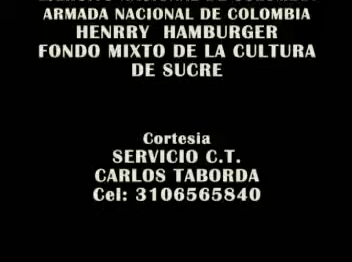 ARMADA NACIONAL DE COLOMBIA
HENRRY HAMBURGER
FONDO MIXTO DE LA CULTURA
DE SUCRE
Cortesia
SERVICIO C.T.
CARLOS TABORDA
Cel: 3106565840